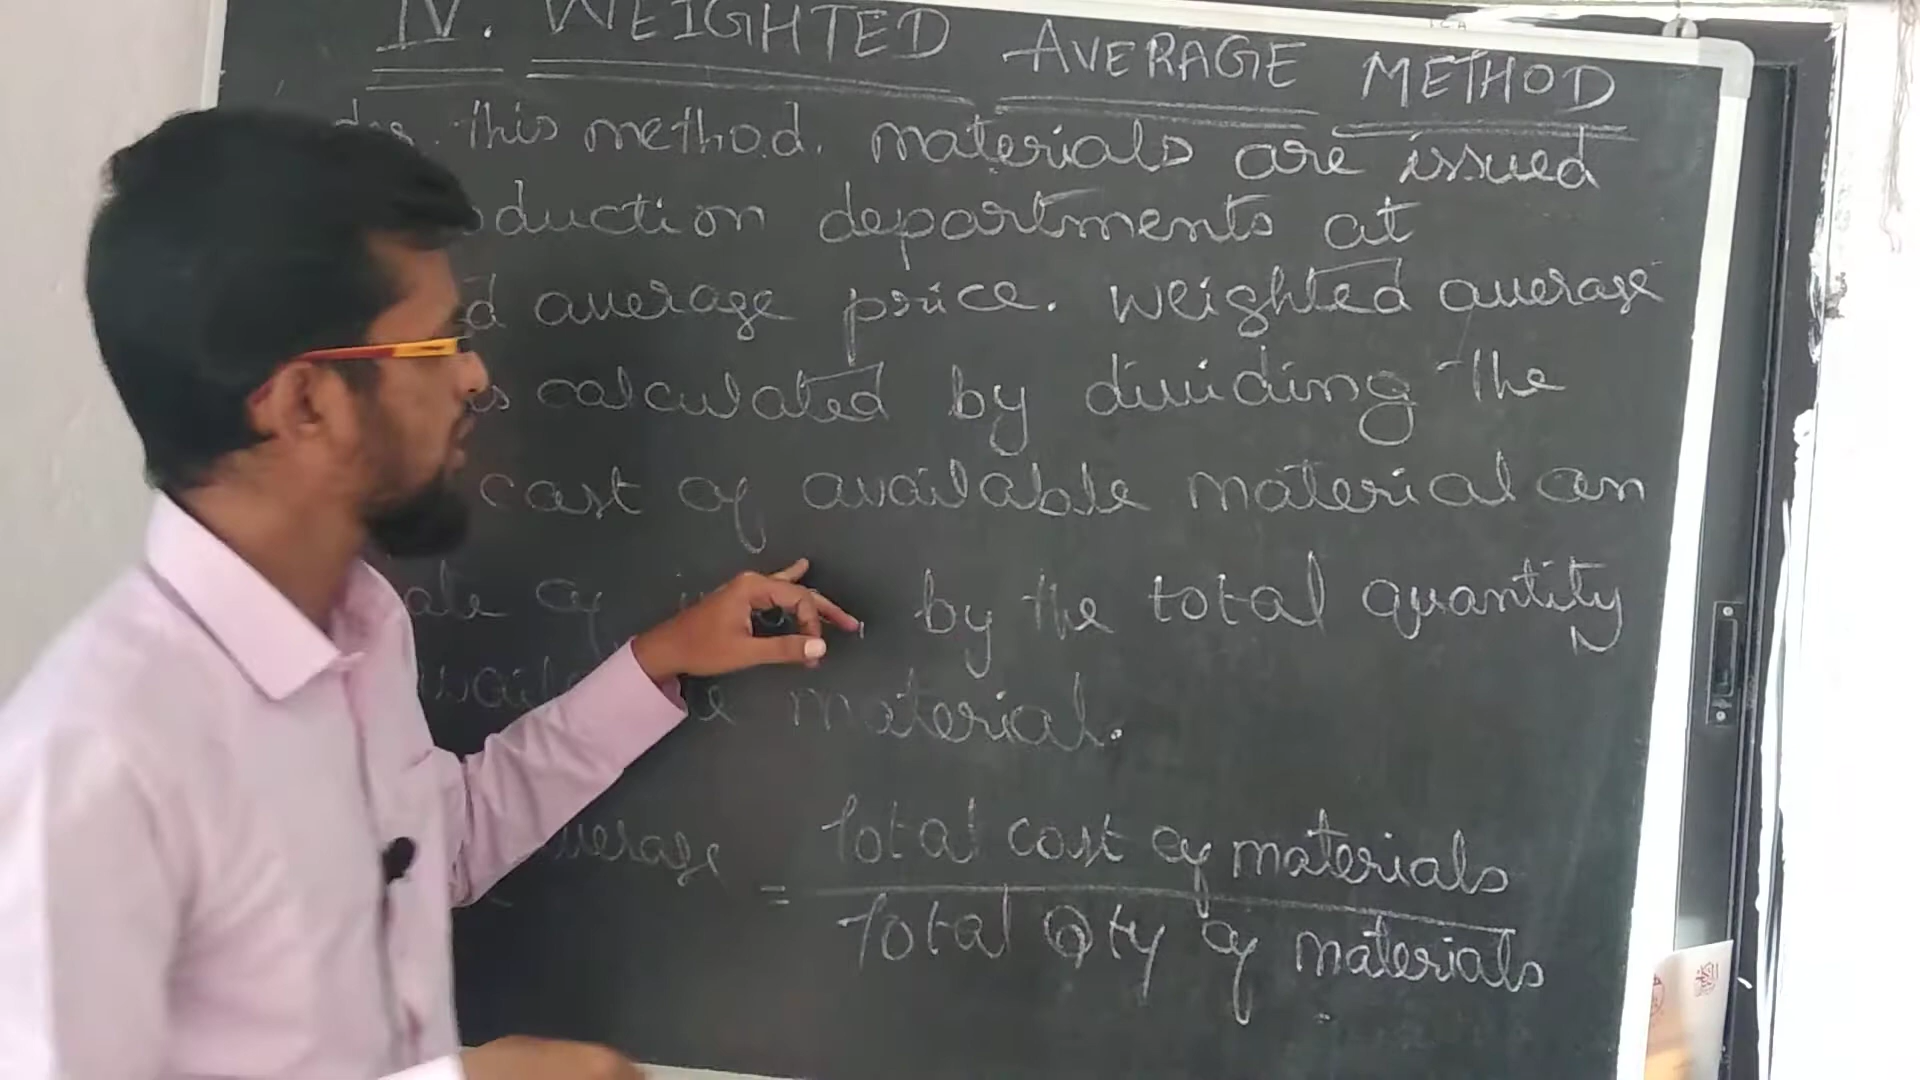 IV. WEIGHTED AVERAGE METHOD
this method. materials are issued
duction departments at
d average price. Weighted average
is calculated by dividing the
cost of available material on
by the total quantity
material.
verage = Total cost of materials
Total Qty of materials